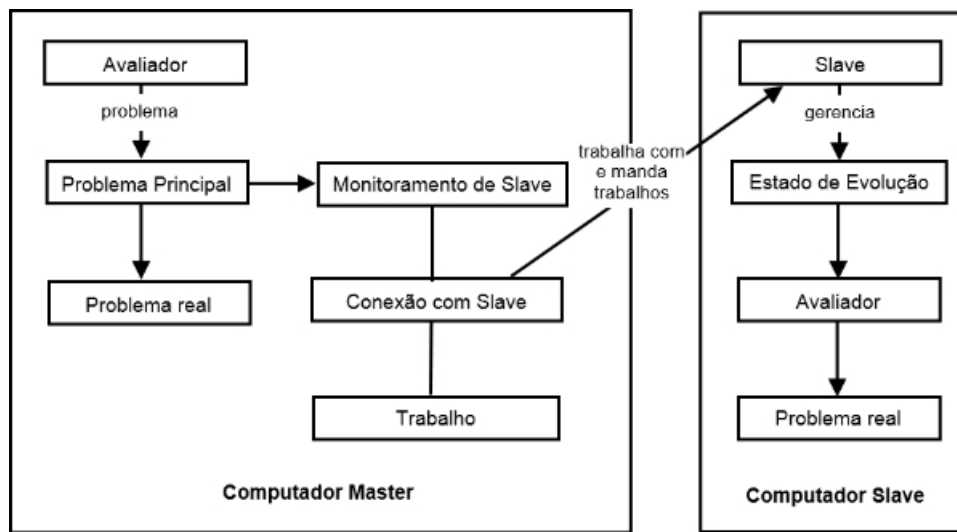 Avaliador
problema
Problema Principal
Problema real
Monitoramento de Slave
Conexão com Slave
Trabalho
Computador Master
trabalha com
e manda
trabalhos
Slave
gerencia
Estado de Evolução
Avaliador
Problema real
Computador Slave